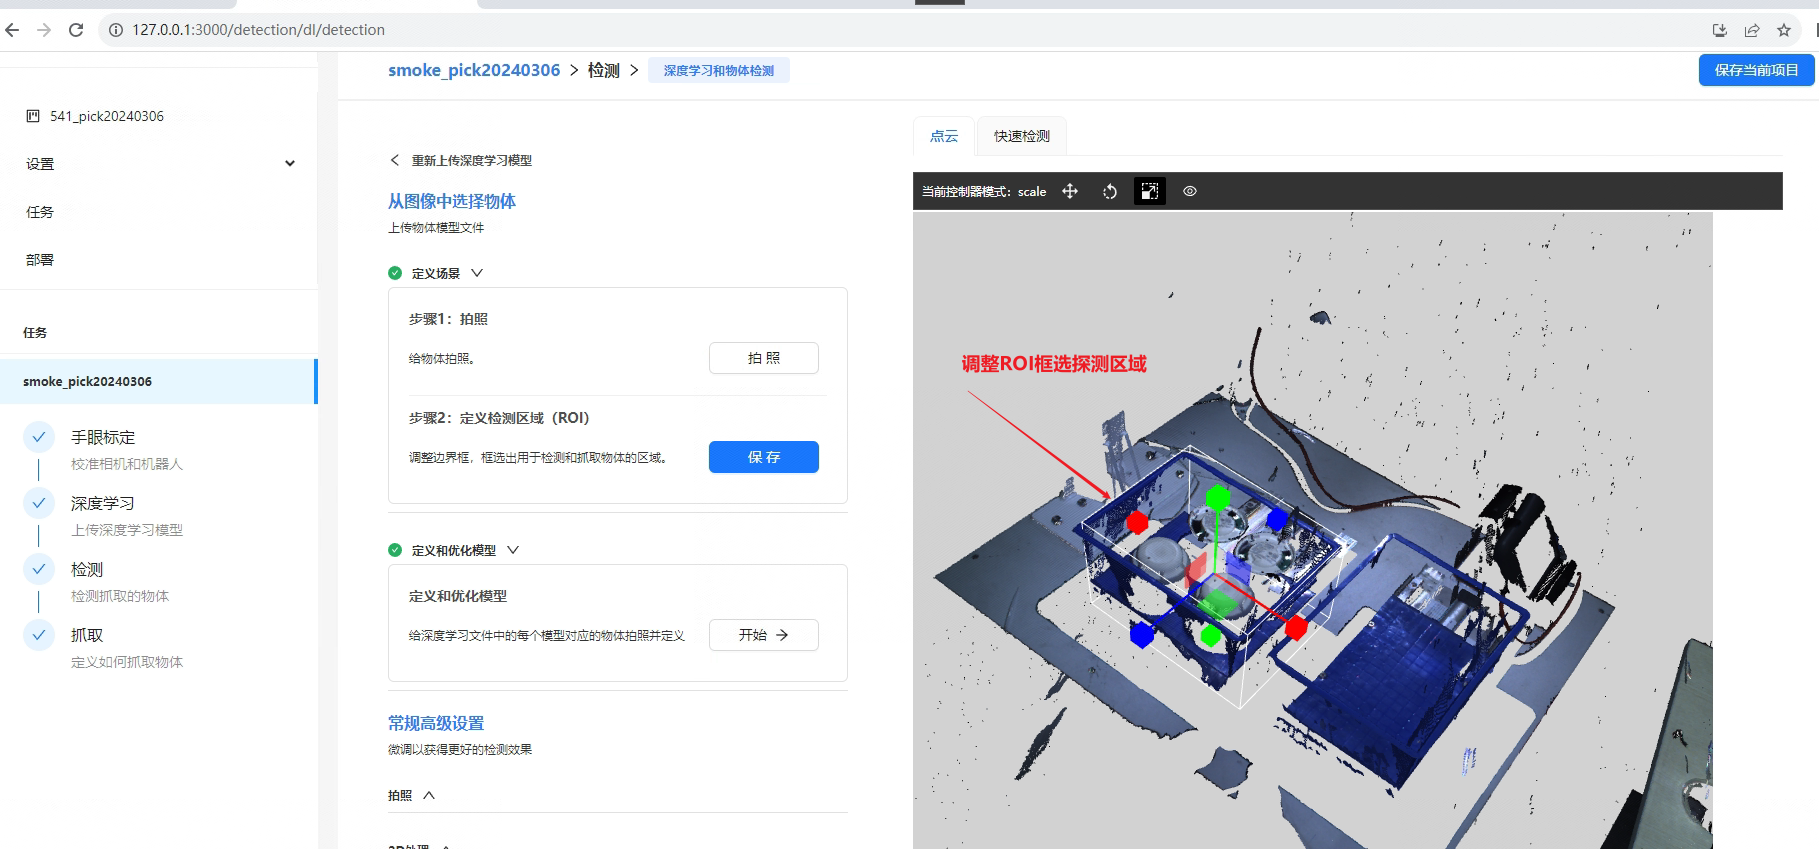 127.0.0.1:3000/detection/dl/detection
smoke_pick20240306 > 检测 > 深度学习和物体检测
保存当前项目
541_pick20240306
设置
任务
部署
任务
smoke_pick20240306
手眼标定
校准相机和机器人
深度学习
上传深度学习模型
检测
检测抓取的物体
抓取
定义如何抓取物体
重新上传深度学习模型
从图像中选择物体
上传物体模型文件
定义场景
步骤1：拍照
给物体拍照。
拍 照
步骤2：定义检测区域（ROI）
调整边界框，框选出用于检测和抓取物体的区域。
保 存
定义和优化模型
定义和优化模型
给深度学习文件中的每个模型对应的物体拍照并定义
开始
常规高级设置
微调以获得更好的检测效果
拍照
点云
快速检测
当前控制器模式：scale
调整ROI框选探测区域